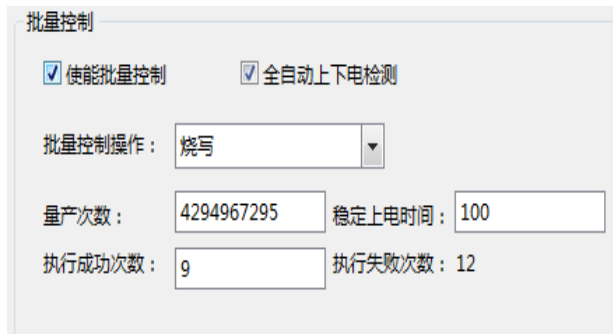 批量控制
使能批量控制 全自动上下电检测
批量控制操作： 烧写
量产次数： 4294967295 稳定上电时间： 100
执行成功次数： 9 执行失败次数： 12